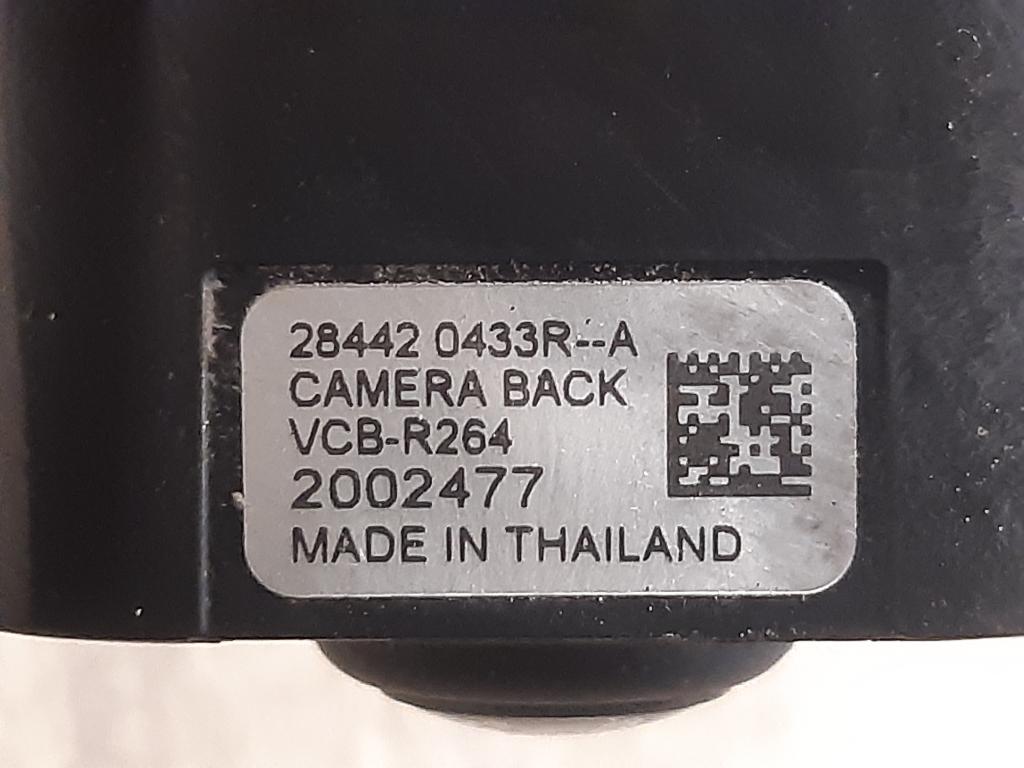 28442 0433R--A
CAMERA BACK
VCB-R264
2002477
MADE IN THAILAND